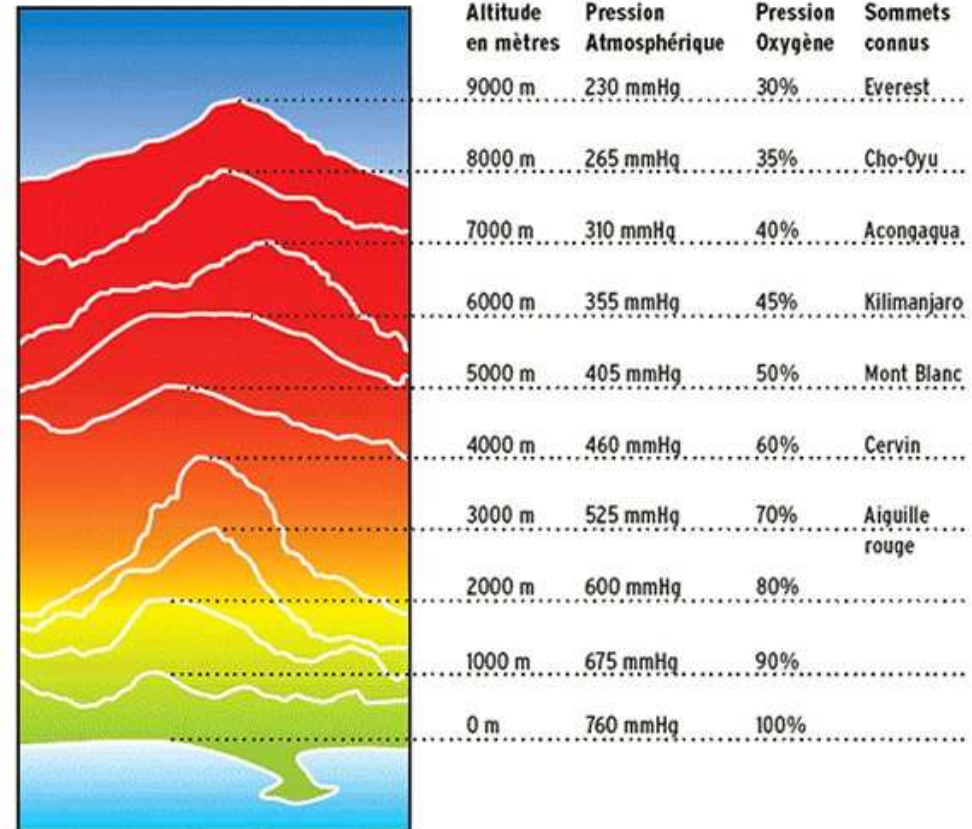 Altitude Pression Pression Sommets
en mètres Atmosphérique Oxygène connus
9000 m 230 mmHg 30% Everest
8000 m 265 mmHg 35% Cho-Oyu
7000 m 310 mmHg 40% Acongagua
6000 m 355 mmHg 45% Kilimanjaro
5000 m 405 mmHg 50% Mont Blanc
4000 m 460 mmHg 60% Cervin
3000 m 525 mmHg 70% Aiguille
rouge
2000 m 600 mmHg 80%
1000 m 675 mmHg 90%
0 m 760 mmHg 100%